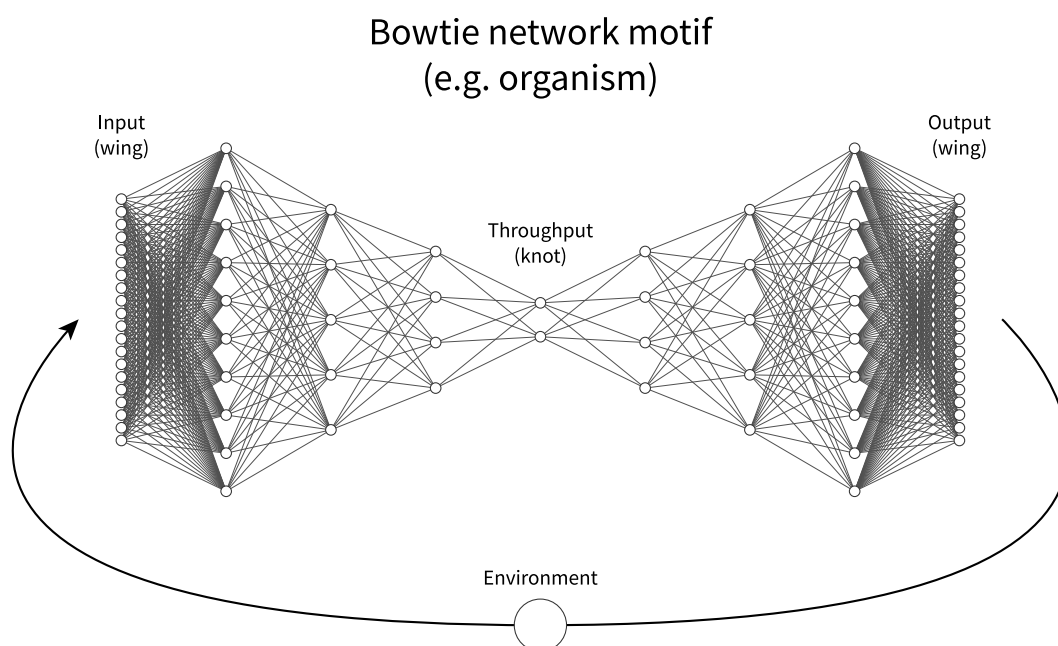 Bowtie network motif
(e.g. organism)
Input
(wing)
Output
(wing)
Throughput
(knot)
Environment